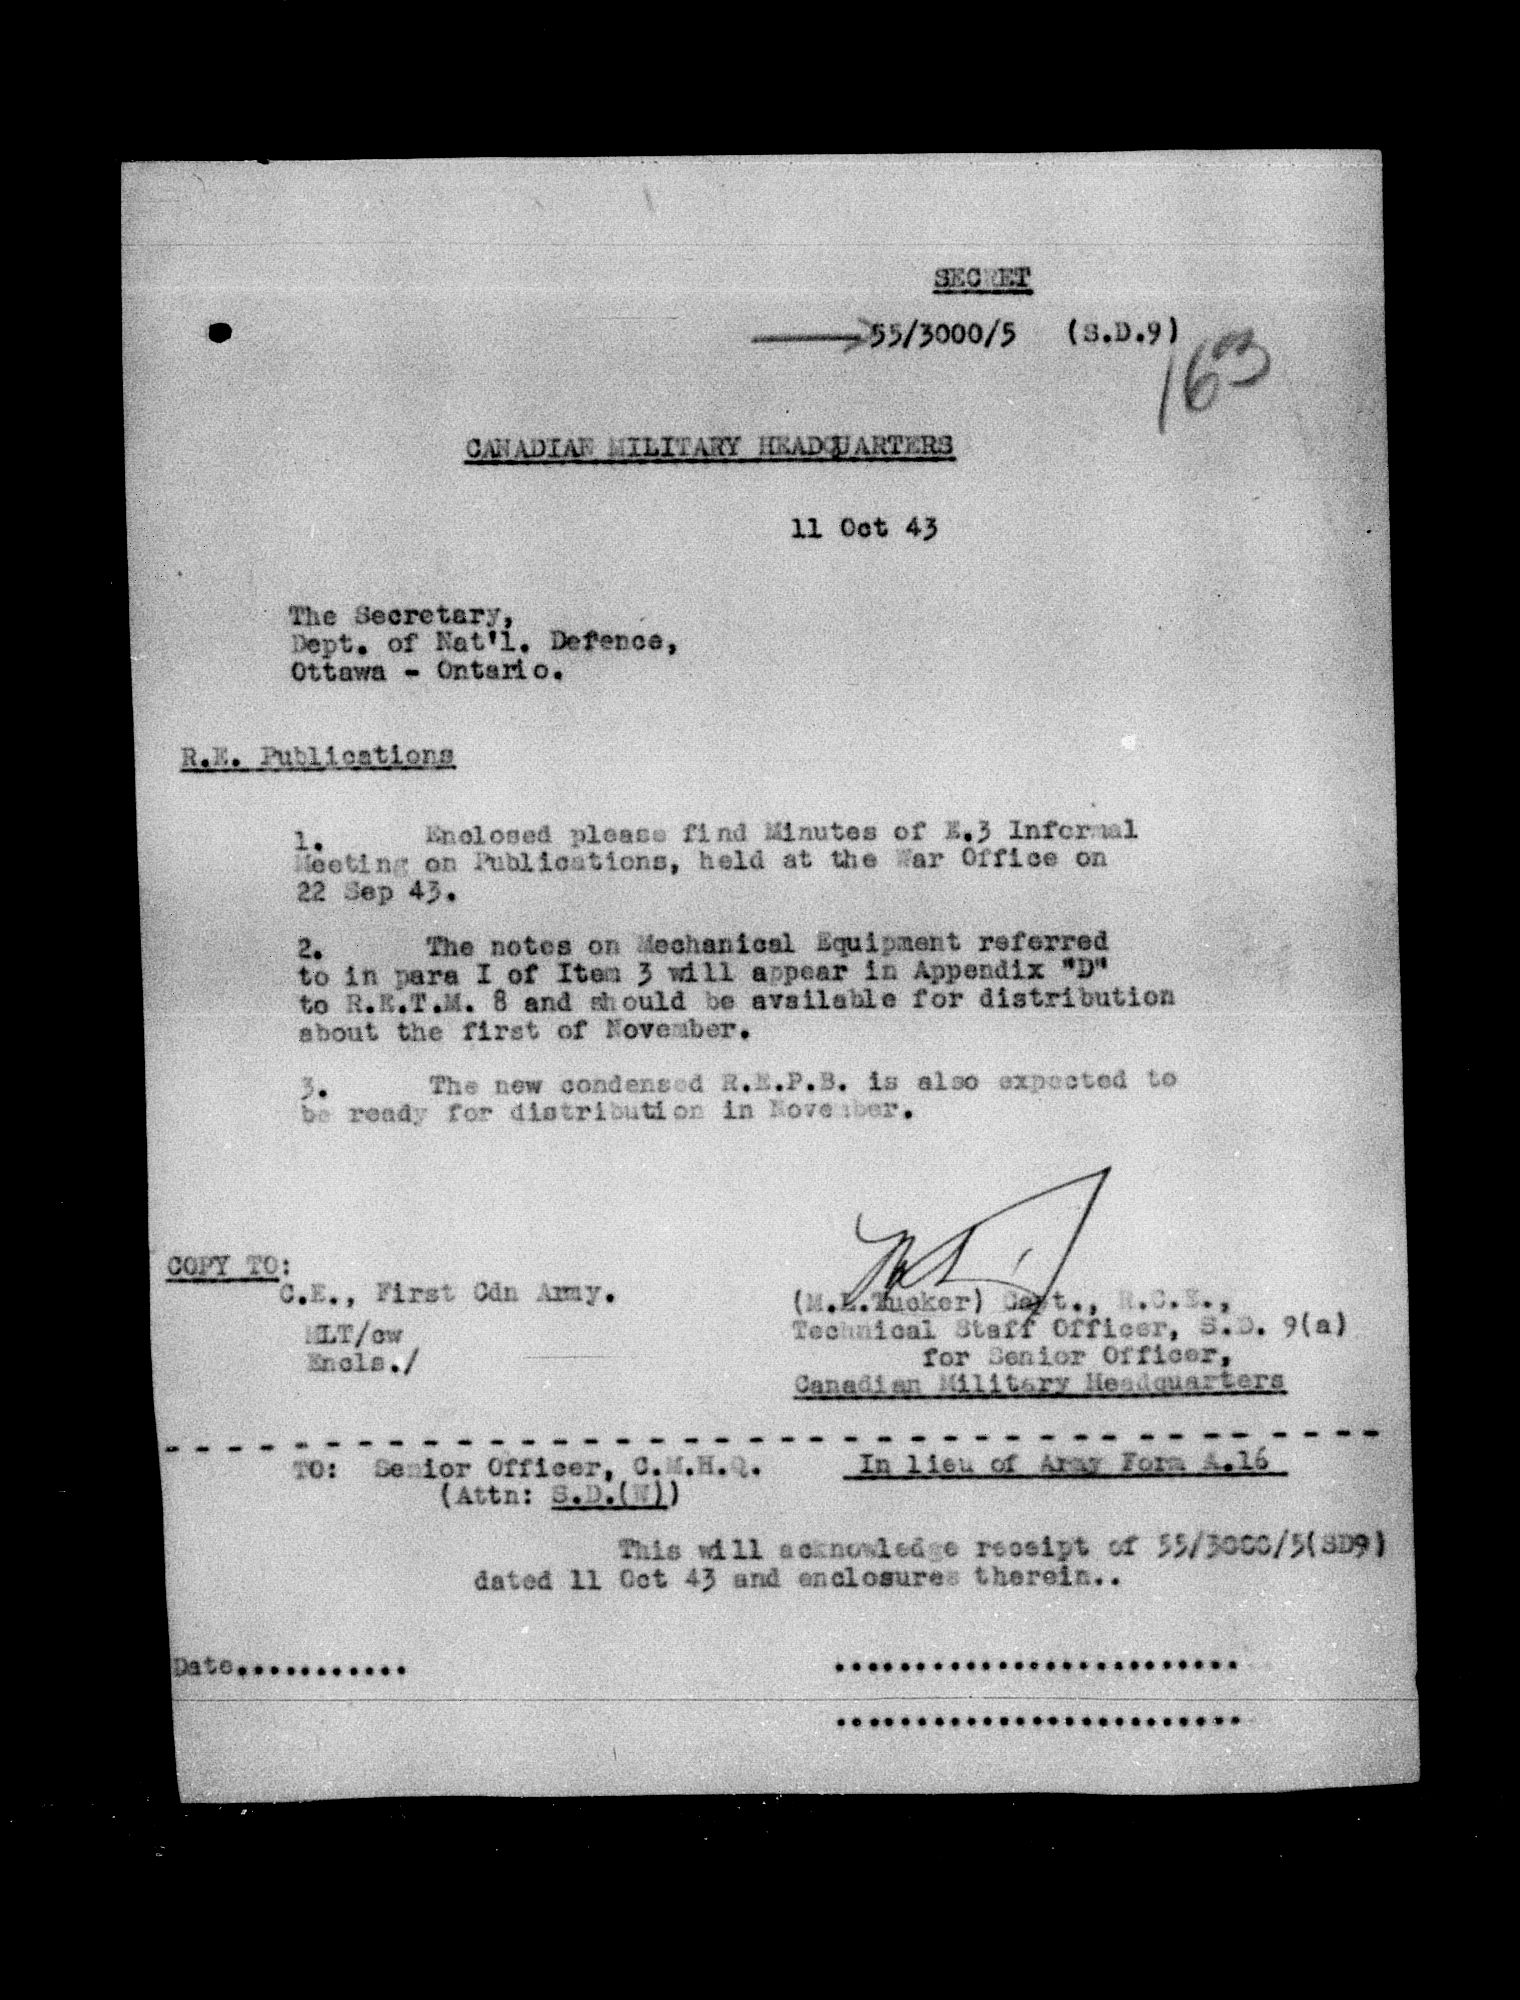 SECRET
55/3000/5 (S.D.9)
163
CANADIAN MILITARY HEADQUARTERS
11 Oct 43
The Secretary,
Dept. of Nat'l. Defence,
Ottawa - Ontario.
R.E. Publications
1. Enclosed please find Minutes of E.3 Informal
Meeting on Publications, held at the War Office on
22 Sep 43.
2. The notes on Mechanical Equipment referred
to in para I of Item 3 will appear in Appendix "D"
to R.E.T.M. 8 and should be available for distribution
about the first of November.
3. The new condensed R.E.P.B. is also expected to
be ready for distribution in November.
COPY TO:
C.E., First Cdn Army.
MLT/cw
Encls./
(M.L.Tucker) Capt., R.C.E.,
Technical Staff Officer, S.D. 9(a)
for Senior Officer,
Canadian Military Headquarters
TO: Senior Officer, C.M.H.Q. In lieu of Army Form A.16
(Attn: S.D.(W))
This will acknowledge receipt of 55/3000/5(SD9)
dated 11 Oct 43 and enclosures therein..
Date........... .........................
.........................